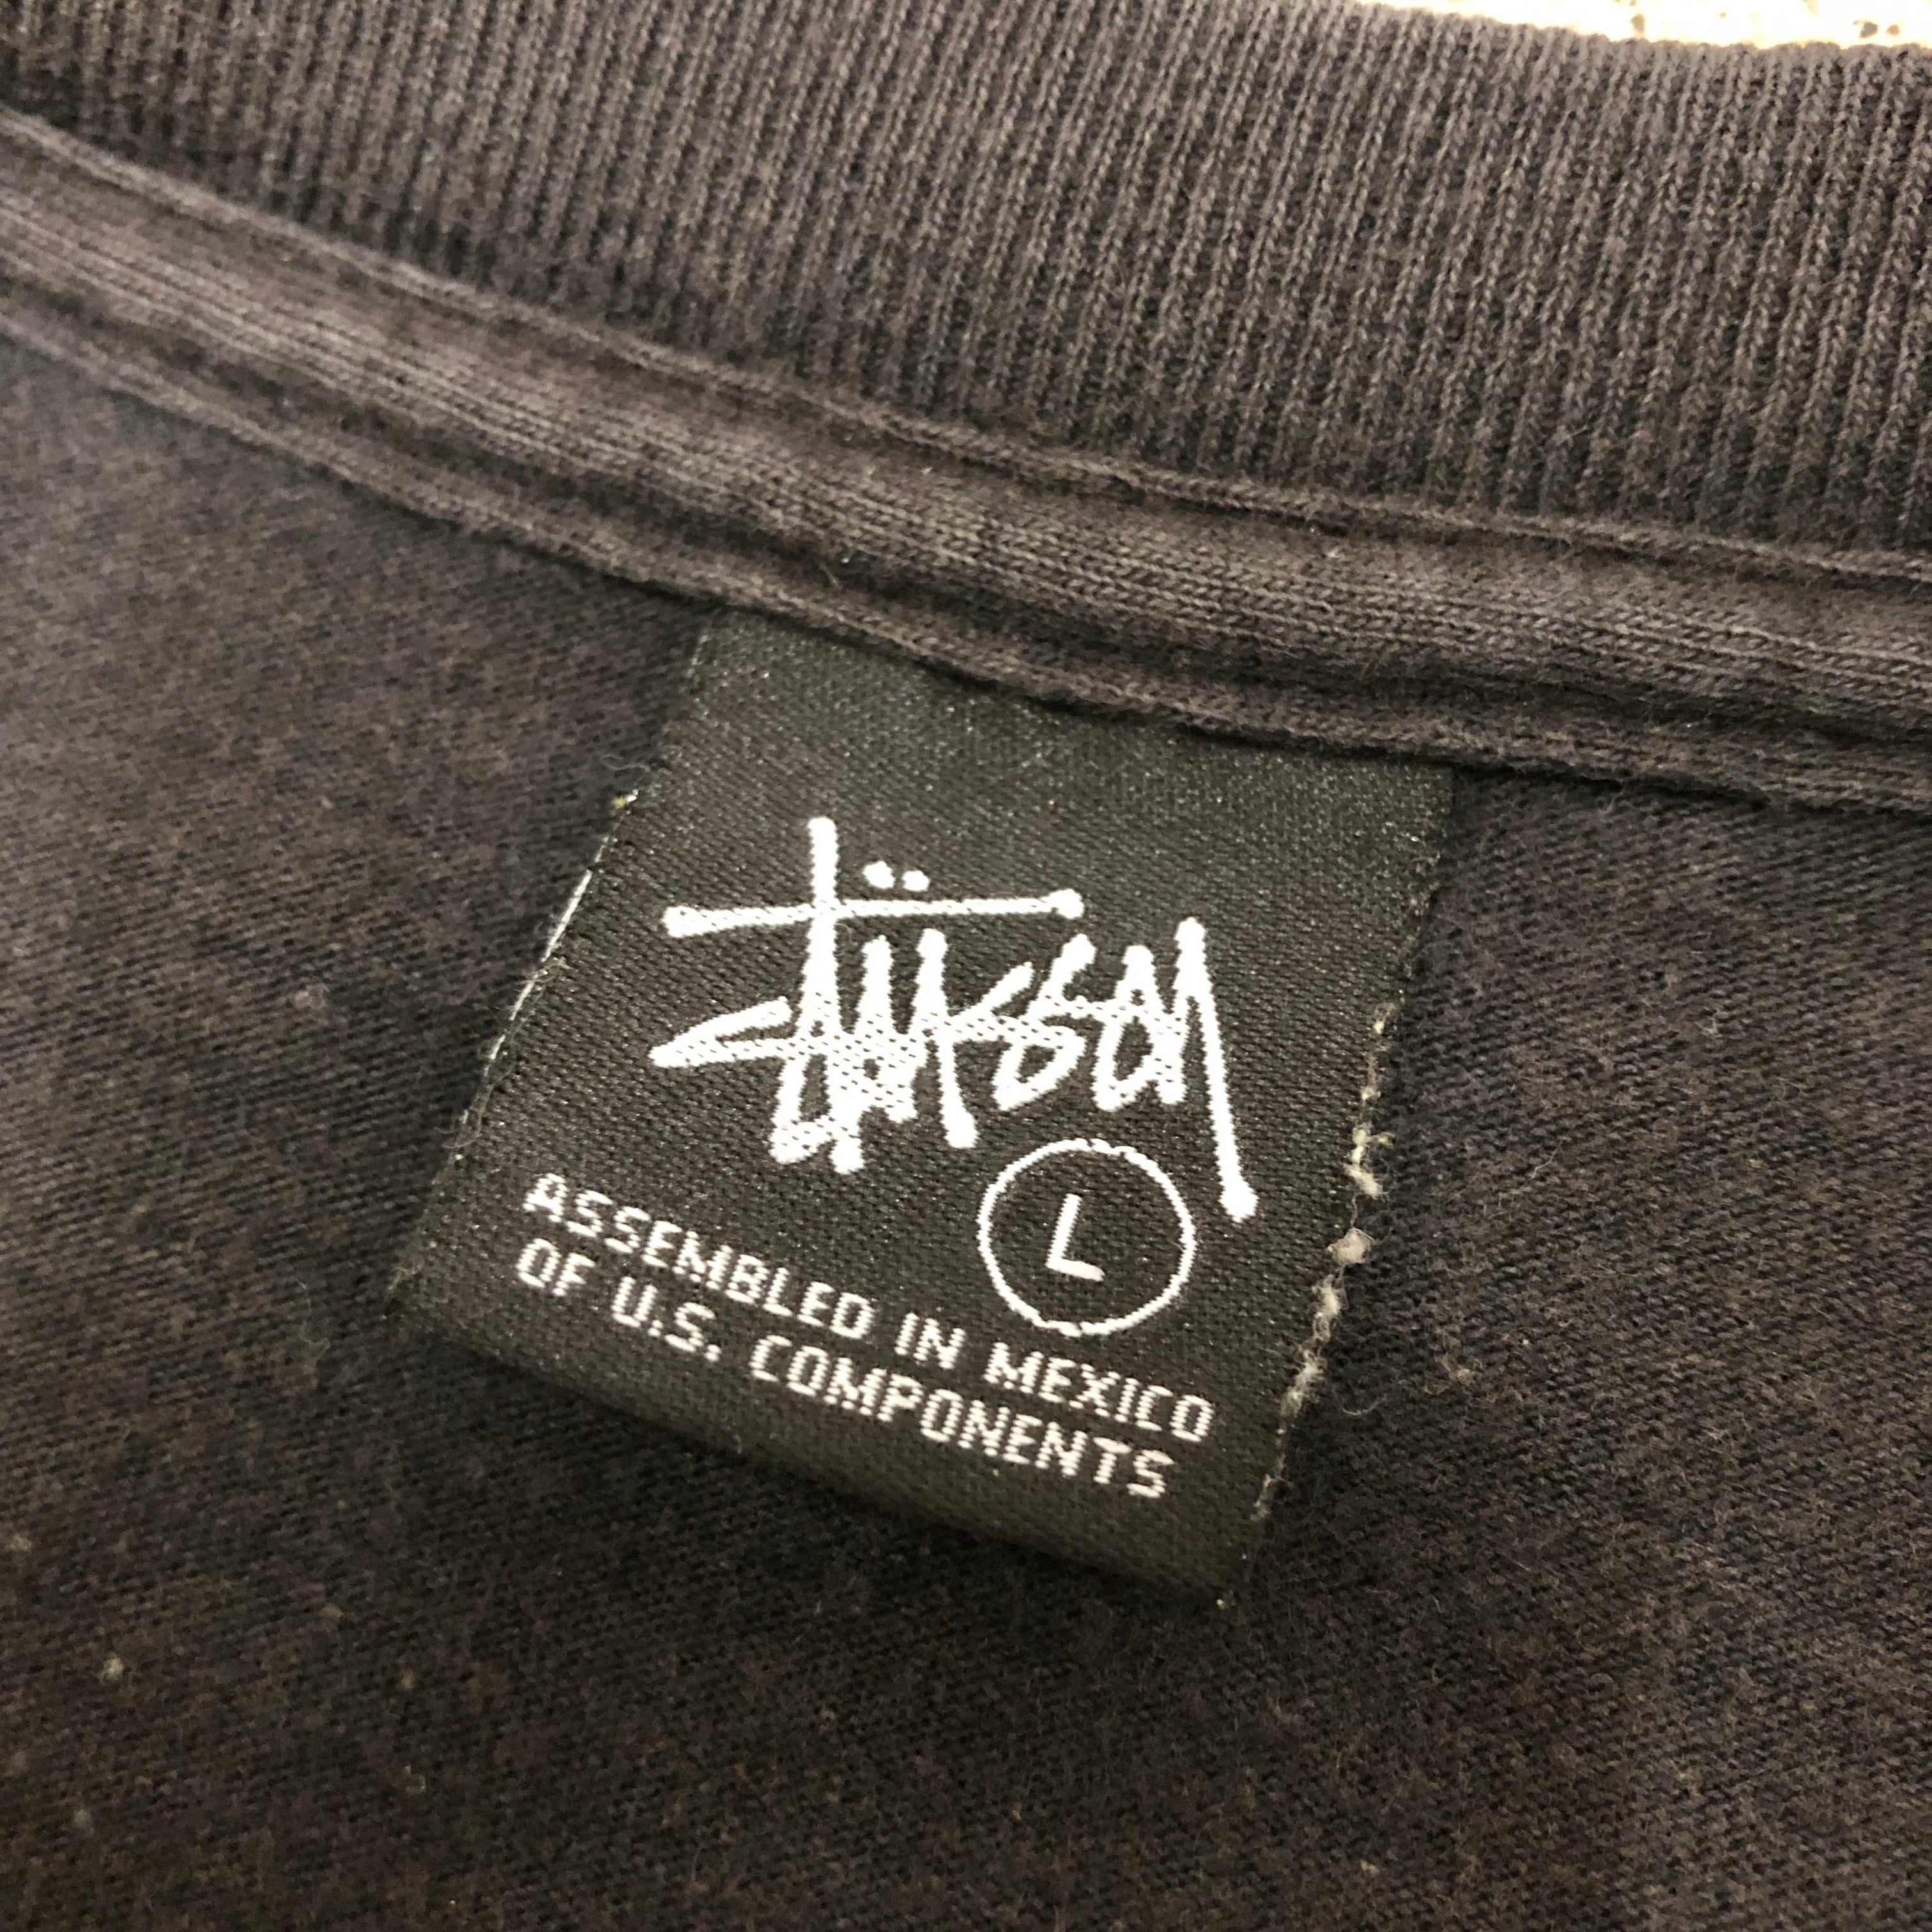 Stüssy
L
ASSEMBLED IN MEXICO
OF U.S. COMPONENTS